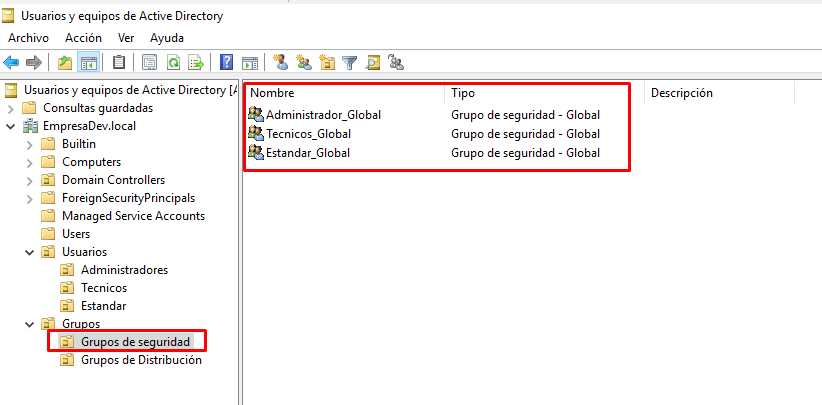 Usuarios y equipos de Active Directory
Archivo Acción Ver Ayuda
Usuarios y equipos de Active Directory [A
Consultas guardadas
EmpresaDev.local
Builtin
Computers
Domain Controllers
ForeignSecurityPrincipals
Managed Service Accounts
Users
Usuarios
Administradores
Tecnicos
Estandar
Grupos
Grupos de seguridad
Grupos de Distribución
Nombre Tipo Descripción
Administrador_Global Grupo de seguridad - Global
Tecnicos_Global Grupo de seguridad - Global
Estandar_Global Grupo de seguridad - Global